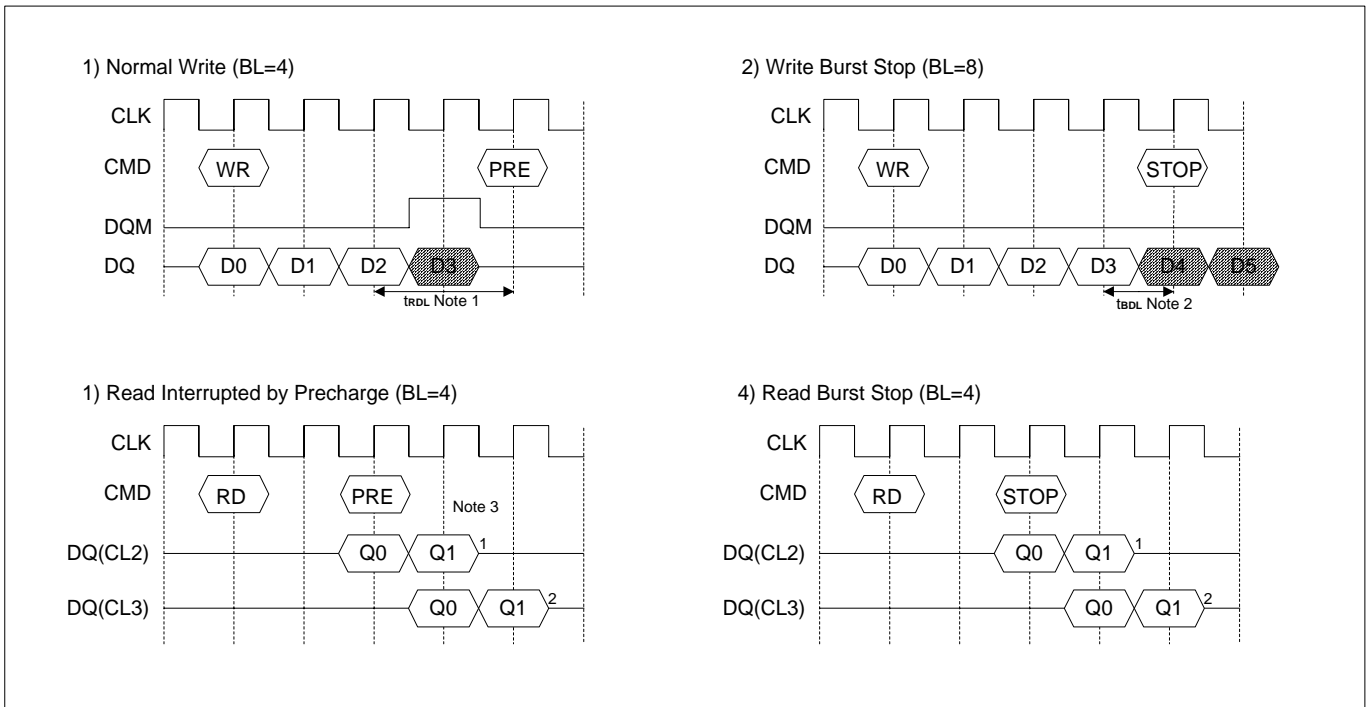 1) Normal Write (BL=4)
CLK
CMD WR PRE
DQM
DQ D0 D1 D2 D3
tRDL Note 1
2) Write Burst Stop (BL=8)
CLK
CMD WR STOP
DQM
DQ D0 D1 D2 D3 D4 D5
tBDL Note 2
1) Read Interrupted by Precharge (BL=4)
CLK
CMD RD PRE
Note 3
DQ(CL2) Q0 Q1 1
DQ(CL3) Q0 Q1 2
4) Read Burst Stop (BL=4)
CLK
CMD RD STOP
DQ(CL2) Q0 Q1 1
DQ(CL3) Q0 Q1 2